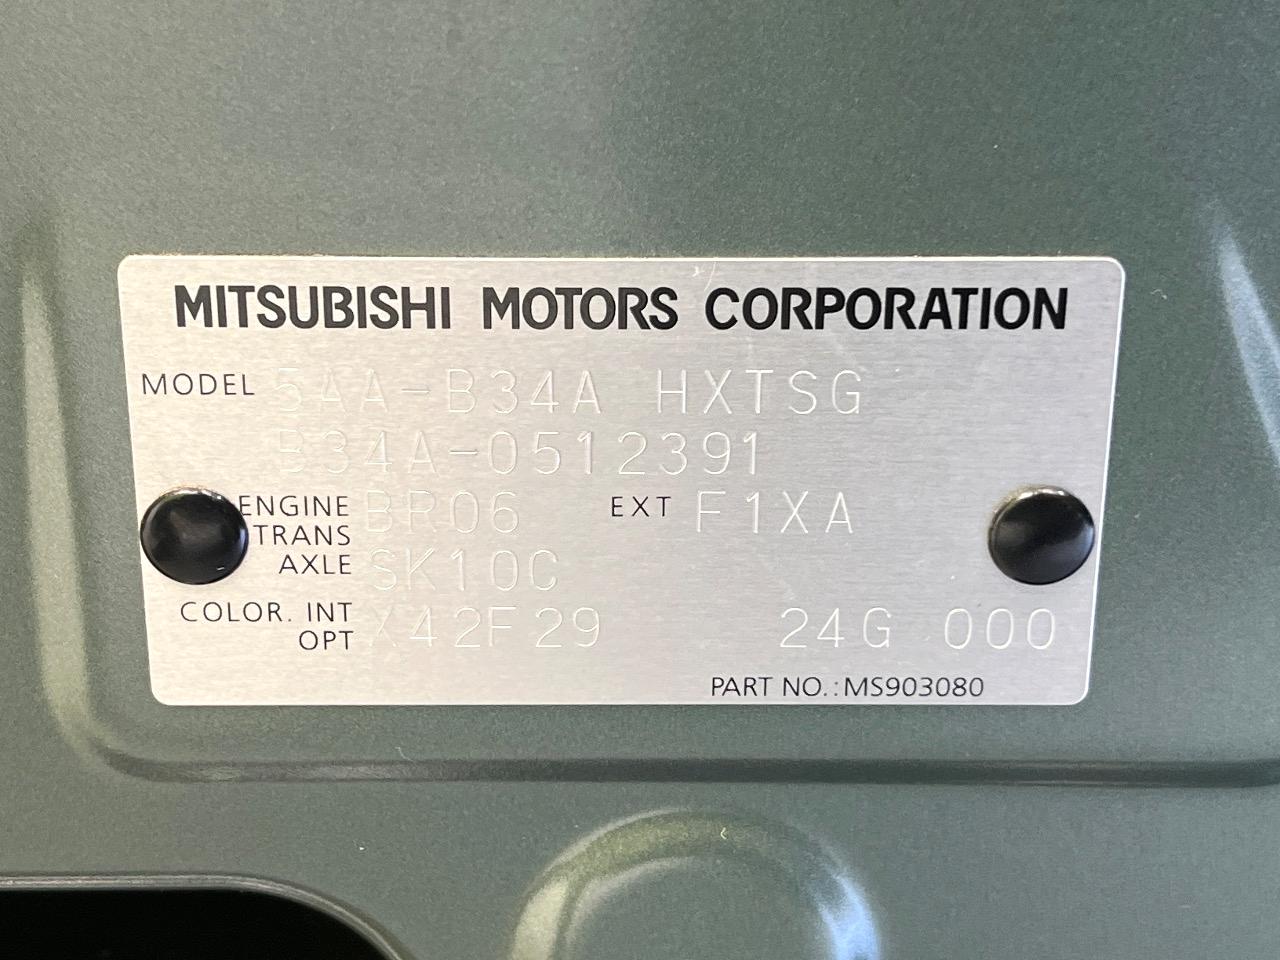 MITSUBISHI MOTORS CORPORATION
MODEL 5AA-B34A HXTSG
B34A-0512391
ENGINE BR06 EXT F1XA
TRANS
AXLE SK10C
COLOR. INT
OPT X42F29 24G 000
PART NO.:MS903080